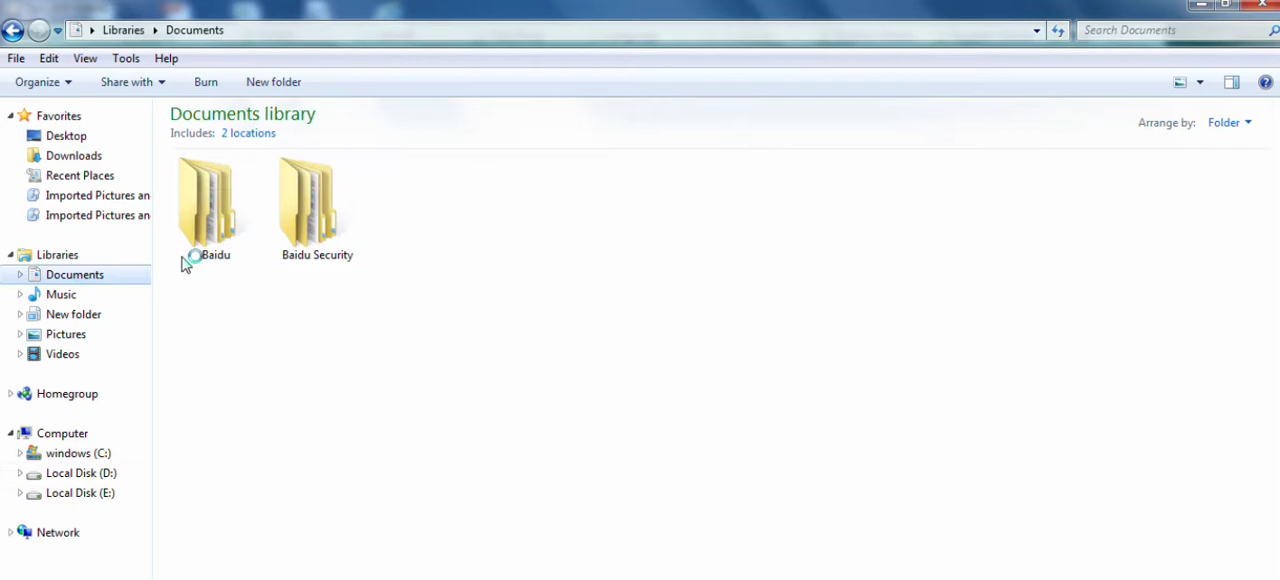 Libraries Documents
Search Documents
File Edit View Tools Help
Organize Share with Burn New folder
Favorites
Desktop
Downloads
Recent Places
Imported Pictures an
Imported Pictures an
Libraries
Documents
Music
New folder
Pictures
Videos
Homegroup
Computer
windows (C:)
Local Disk (D:)
Local Disk (E:)
Network
Documents library
Includes: 2 locations
Arrange by: Folder
Baidu
Baidu Security